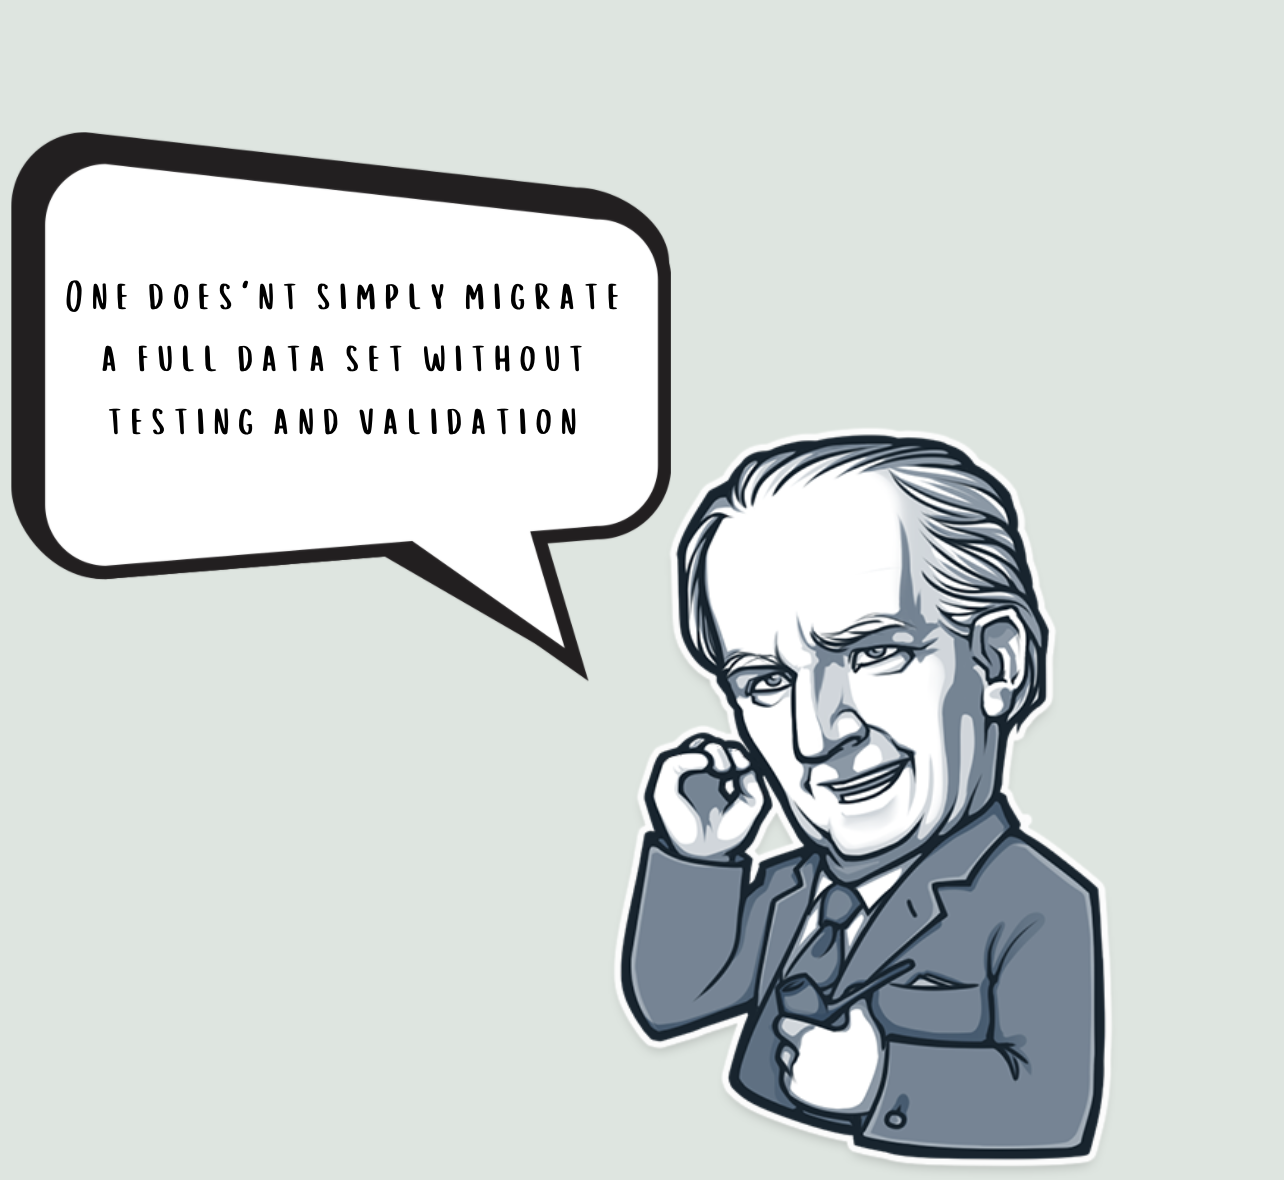 One does'nt simply migrate
a full data set without
testing and validation